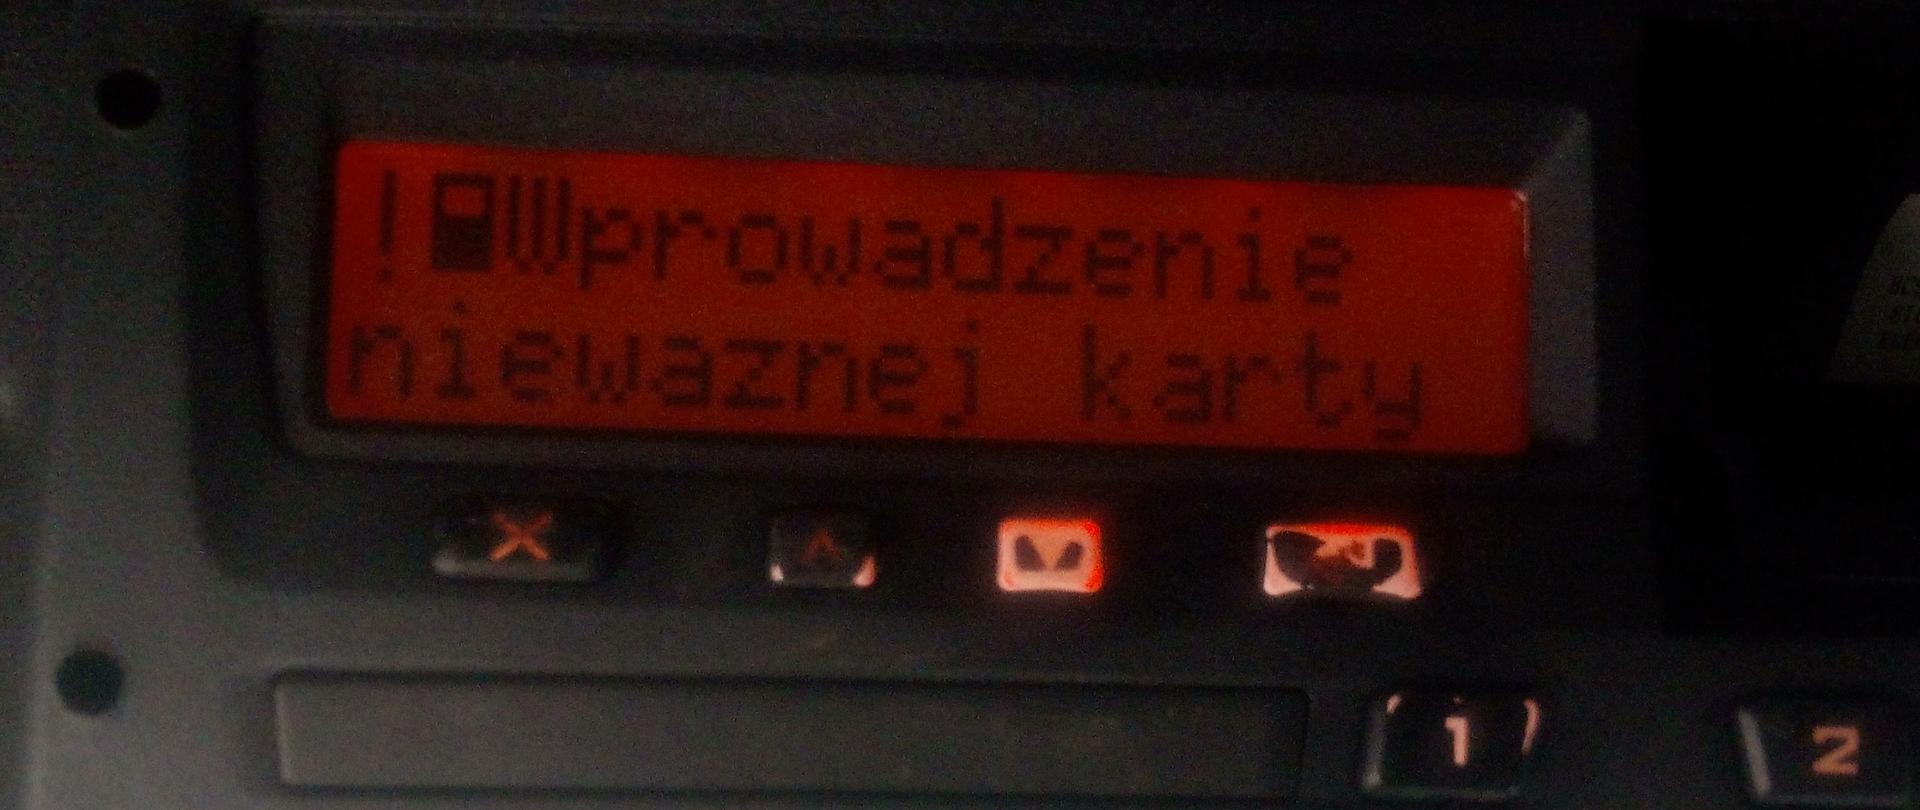 !Wprowadzenie
niewaznej karty
1
2